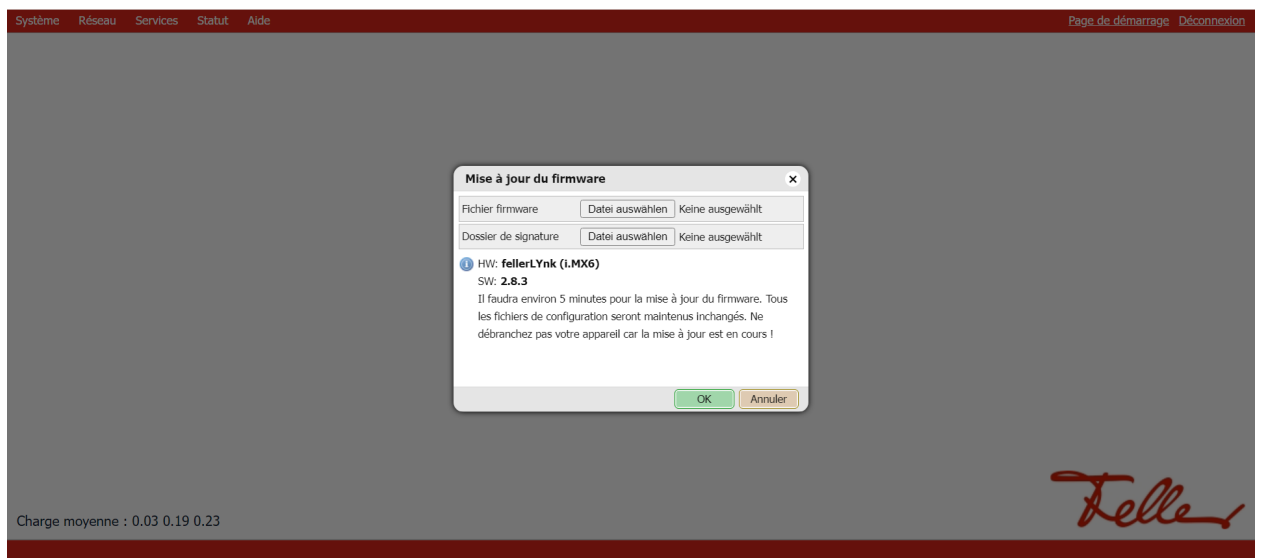 Système Réseau Services Statut Aide Page de démarrage Déconnexion
Mise à jour du firmware
Fichier firmware Datei auswählen Keine ausgewählt
Dossier de signature Datei auswählen Keine ausgewählt
HW: fellerLYnk (i.MX6)
SW: 2.8.3
Il faudra environ 5 minutes pour la mise à jour du firmware. Tous
les fichiers de configuration seront maintenus inchangés. Ne
débranchez pas votre appareil car la mise à jour est en cours !
OK Annuler
Feller
Charge moyenne : 0.03 0.19 0.23